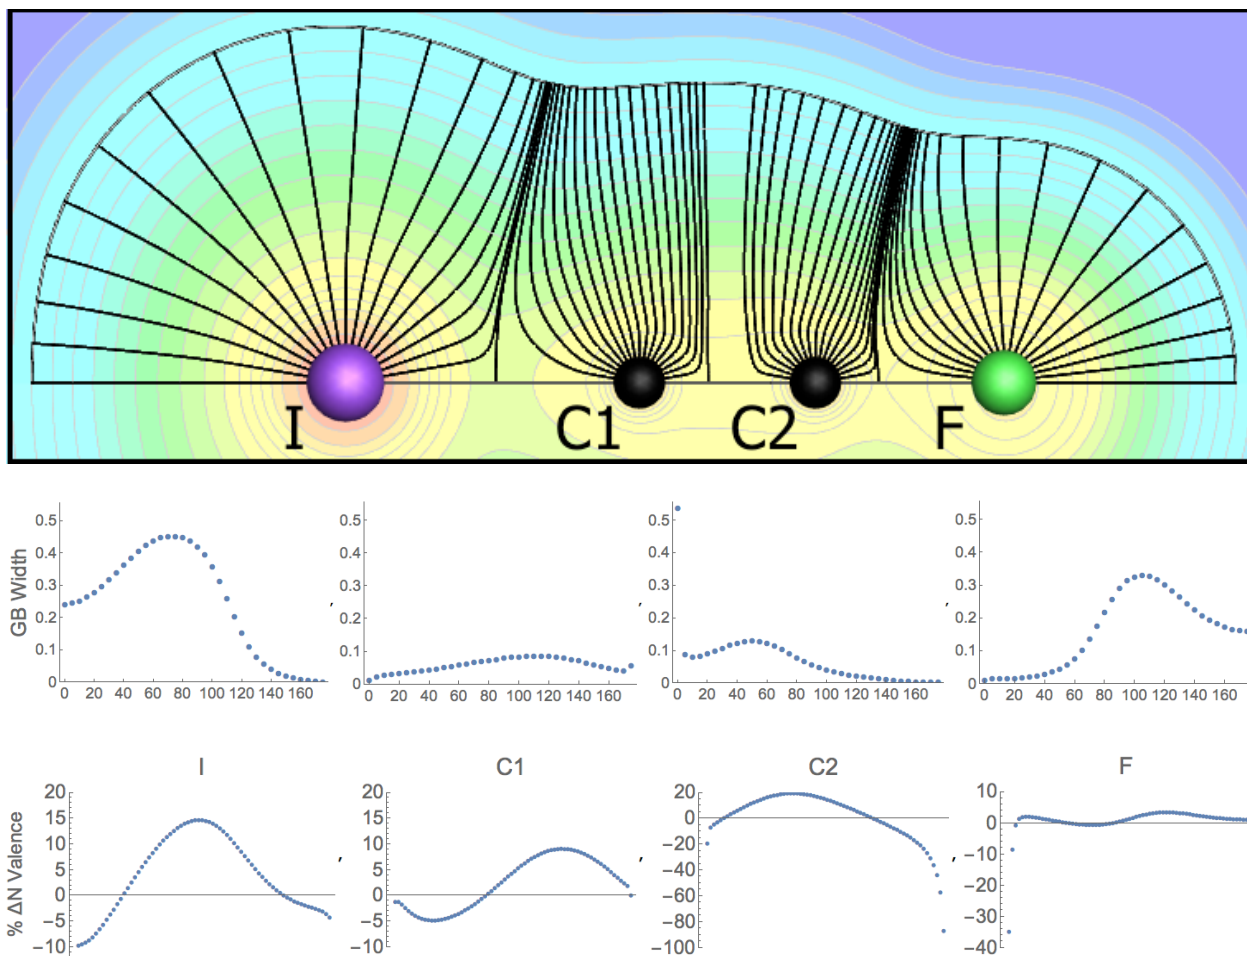 I C1 C2 F
GB Width
0.5 0.5 0.5 0.5
0.4 0.4 0.4 0.4
0.3 0.3 0.3 0.3
0.2 0.2 0.2 0.2
0.1 0.1 0.1 0.1
0 0 0 0
0 20 40 60 80 100 120 140 160 0 20 40 60 80 100 120 140 160 0 20 40 60 80 100 120 140 160 0 20 40 60 80 100 120 140 160
, , ,
I C1 C2 F
% ΔN Valence
20 20 20 10
15 15 0 0
10 10 −20 −10
5 5 −40 −20
0 0 −60 −30
−5 −5 −80 −40
−10 −10 −100
, , ,